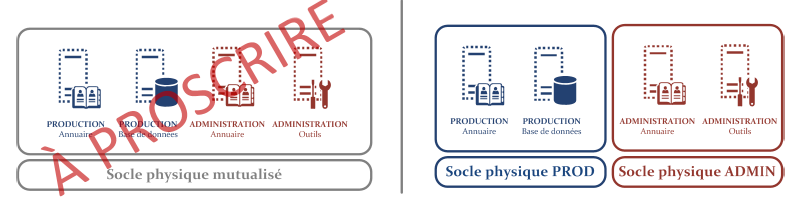 À PROSCRIRE
PRODUCTION
Annuaire
PRODUCTION
Base de données
ADMINISTRATION
Annuaire
ADMINISTRATION
Outils
Socle physique mutualisé
PRODUCTION
Annuaire
PRODUCTION
Base de données
ADMINISTRATION
Annuaire
ADMINISTRATION
Outils
Socle physique PROD
Socle physique ADMIN